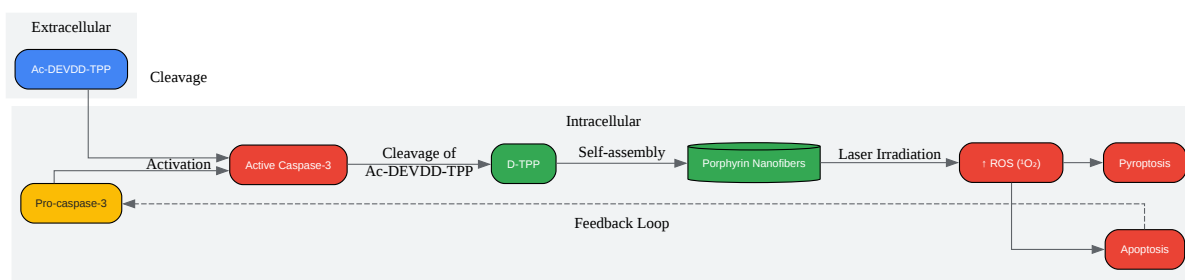 Extracellular
Ac-DEVDD-TPP
Cleavage
Intracellular
Activation
Active Caspase-3
Cleavage of
Ac-DEVDD-TPP
D-TPP
Self-assembly
Porphyrin Nanofibers
Laser Irradiation
↑ ROS (¹O₂)
Pyroptosis
Pro-caspase-3
Feedback Loop
Apoptosis